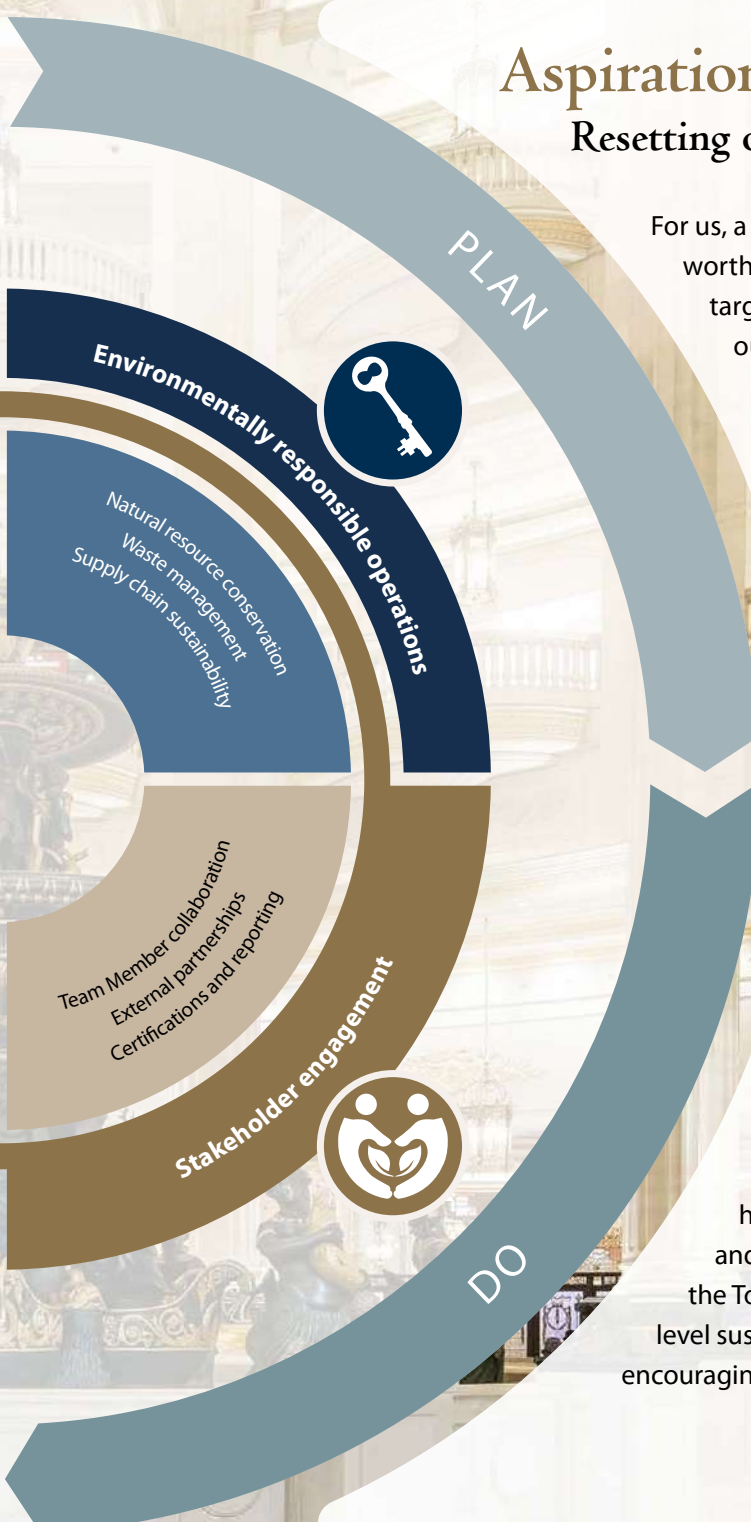 Aspiration
Resetting o
For us, a
worth
targ
ou
PLAN
Environmentally responsible operations
Natural resource conservation
Waste management
Supply chain sustainability
Team Member collaboration
External partnerships
Certifications and reporting
Stakeholder engagement
DO
h
and
the To
level sus
encouragin